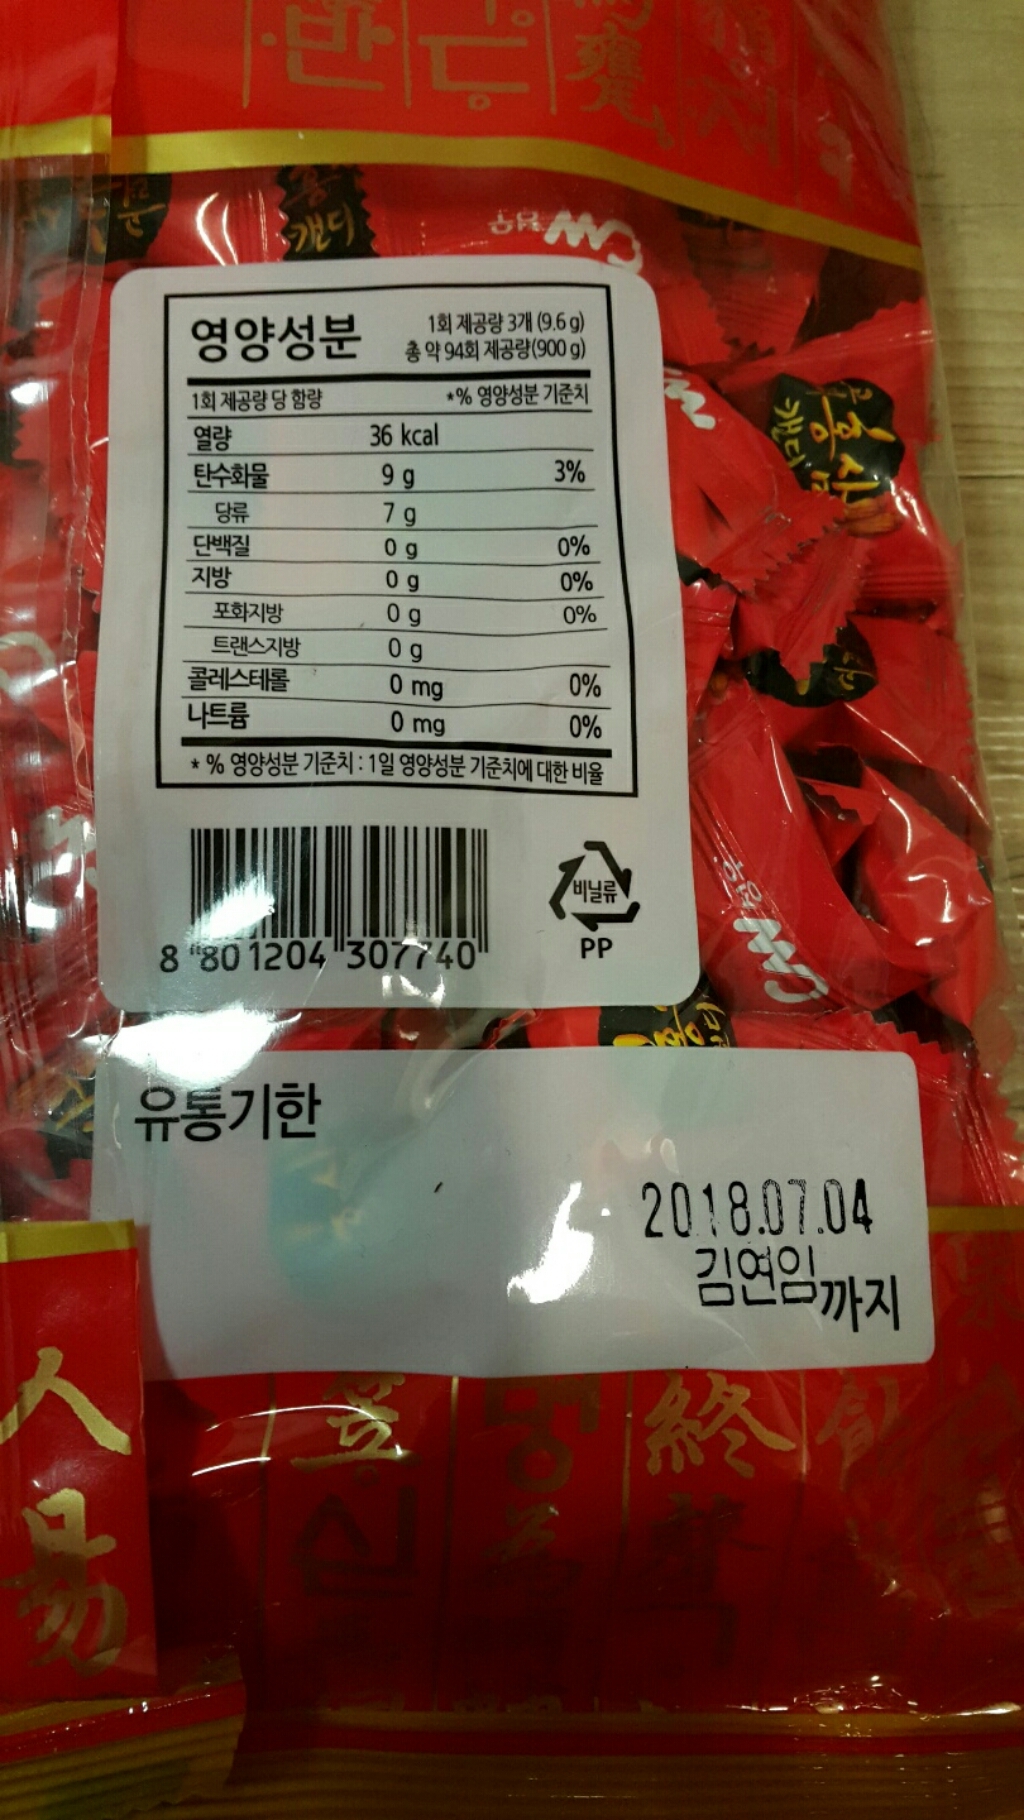 캔디
영양성분
1회 제공량 3개 (9.6 g)
총 약 94회 제공량(900 g)
1회 제공량 당 함량 *% 영양성분 기준치
열량 36 kcal
탄수화물 9 g 3%
당류 7 g
단백질 0 g 0%
지방 0 g 0%
포화지방 0 g 0%
트랜스지방 0 g
콜레스테롤 0 mg 0%
나트륨 0 mg 0%
* % 영양성분 기준치 : 1일 영양성분 기준치에 대한 비율
8 801204 307740
비닐류
PP
유통기한
2018.07.04
김연임까지
人
易
終
신